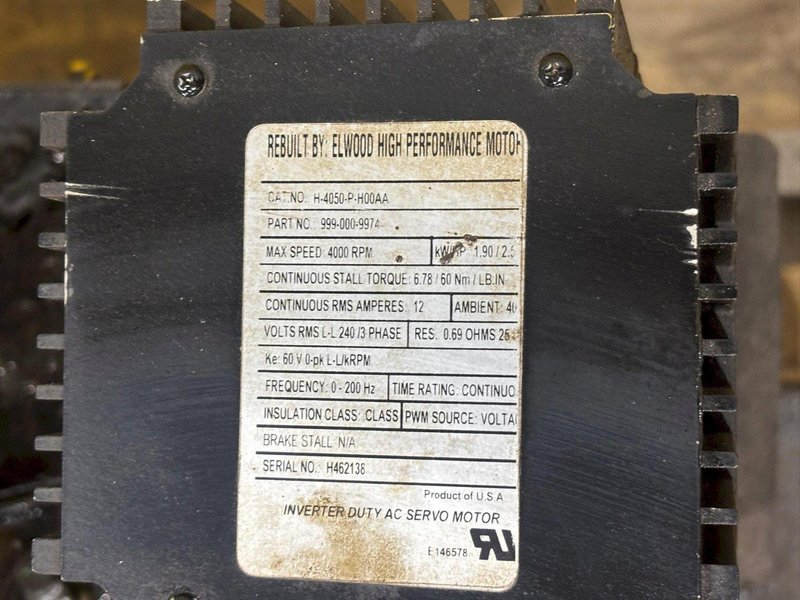 REBUILT BY: ELWOOD HIGH PERFORMANCE MOTOR
CAT.NO. H-4050-P-H00AA
PART NO. 999-000-9974
MAX SPEED: 4000 RPM kW/HP: 1.90 / 2.5
CONTINUOUS STALL TORQUE: 6.78 / 60 Nm / LB.IN
CONTINUOUS RMS AMPERES: 12 AMBIENT: 40
VOLTS RMS L-L 240 /3 PHASE RES. 0.69 OHMS 25
Ke: 60 V 0-pk L-L/kRPM
FREQUENCY: 0 - 200 Hz TIME RATING: CONTINUO
INSULATION CLASS: CLASS PWM SOURCE: VOLTA
BRAKE STALL: N/A
SERIAL NO.: H462136
Product of U.S.A
INVERTER DUTY AC SERVO MOTOR
E146578